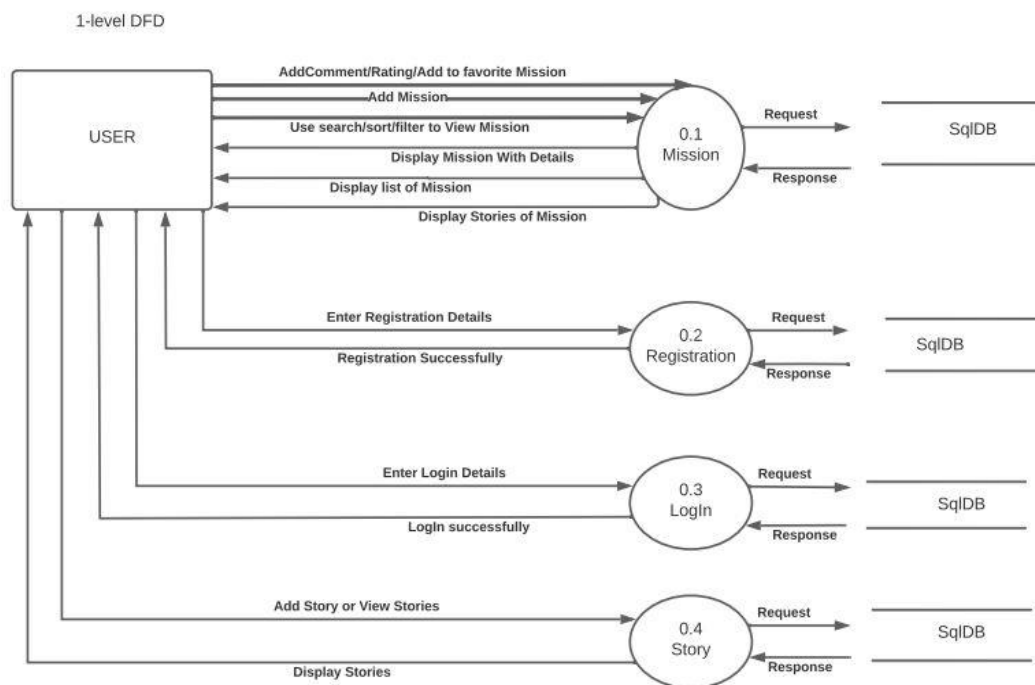 1-level DFD
USER
AddComment/Rating/Add to favorite Mission
Add Mission
Use search/sort/filter to View Mission
Display Mission With Details
Display list of Mission
Display Stories of Mission
0.1
Mission
Request
Response
SqlDB
Enter Registration Details
Registration Successfully
0.2
Registration
Request
Response
SqlDB
Enter Login Details
LogIn successfully
0.3
LogIn
Request
Response
SqlDB
Add Story or View Stories
Display Stories
0.4
Story
Request
Response
SqlDB